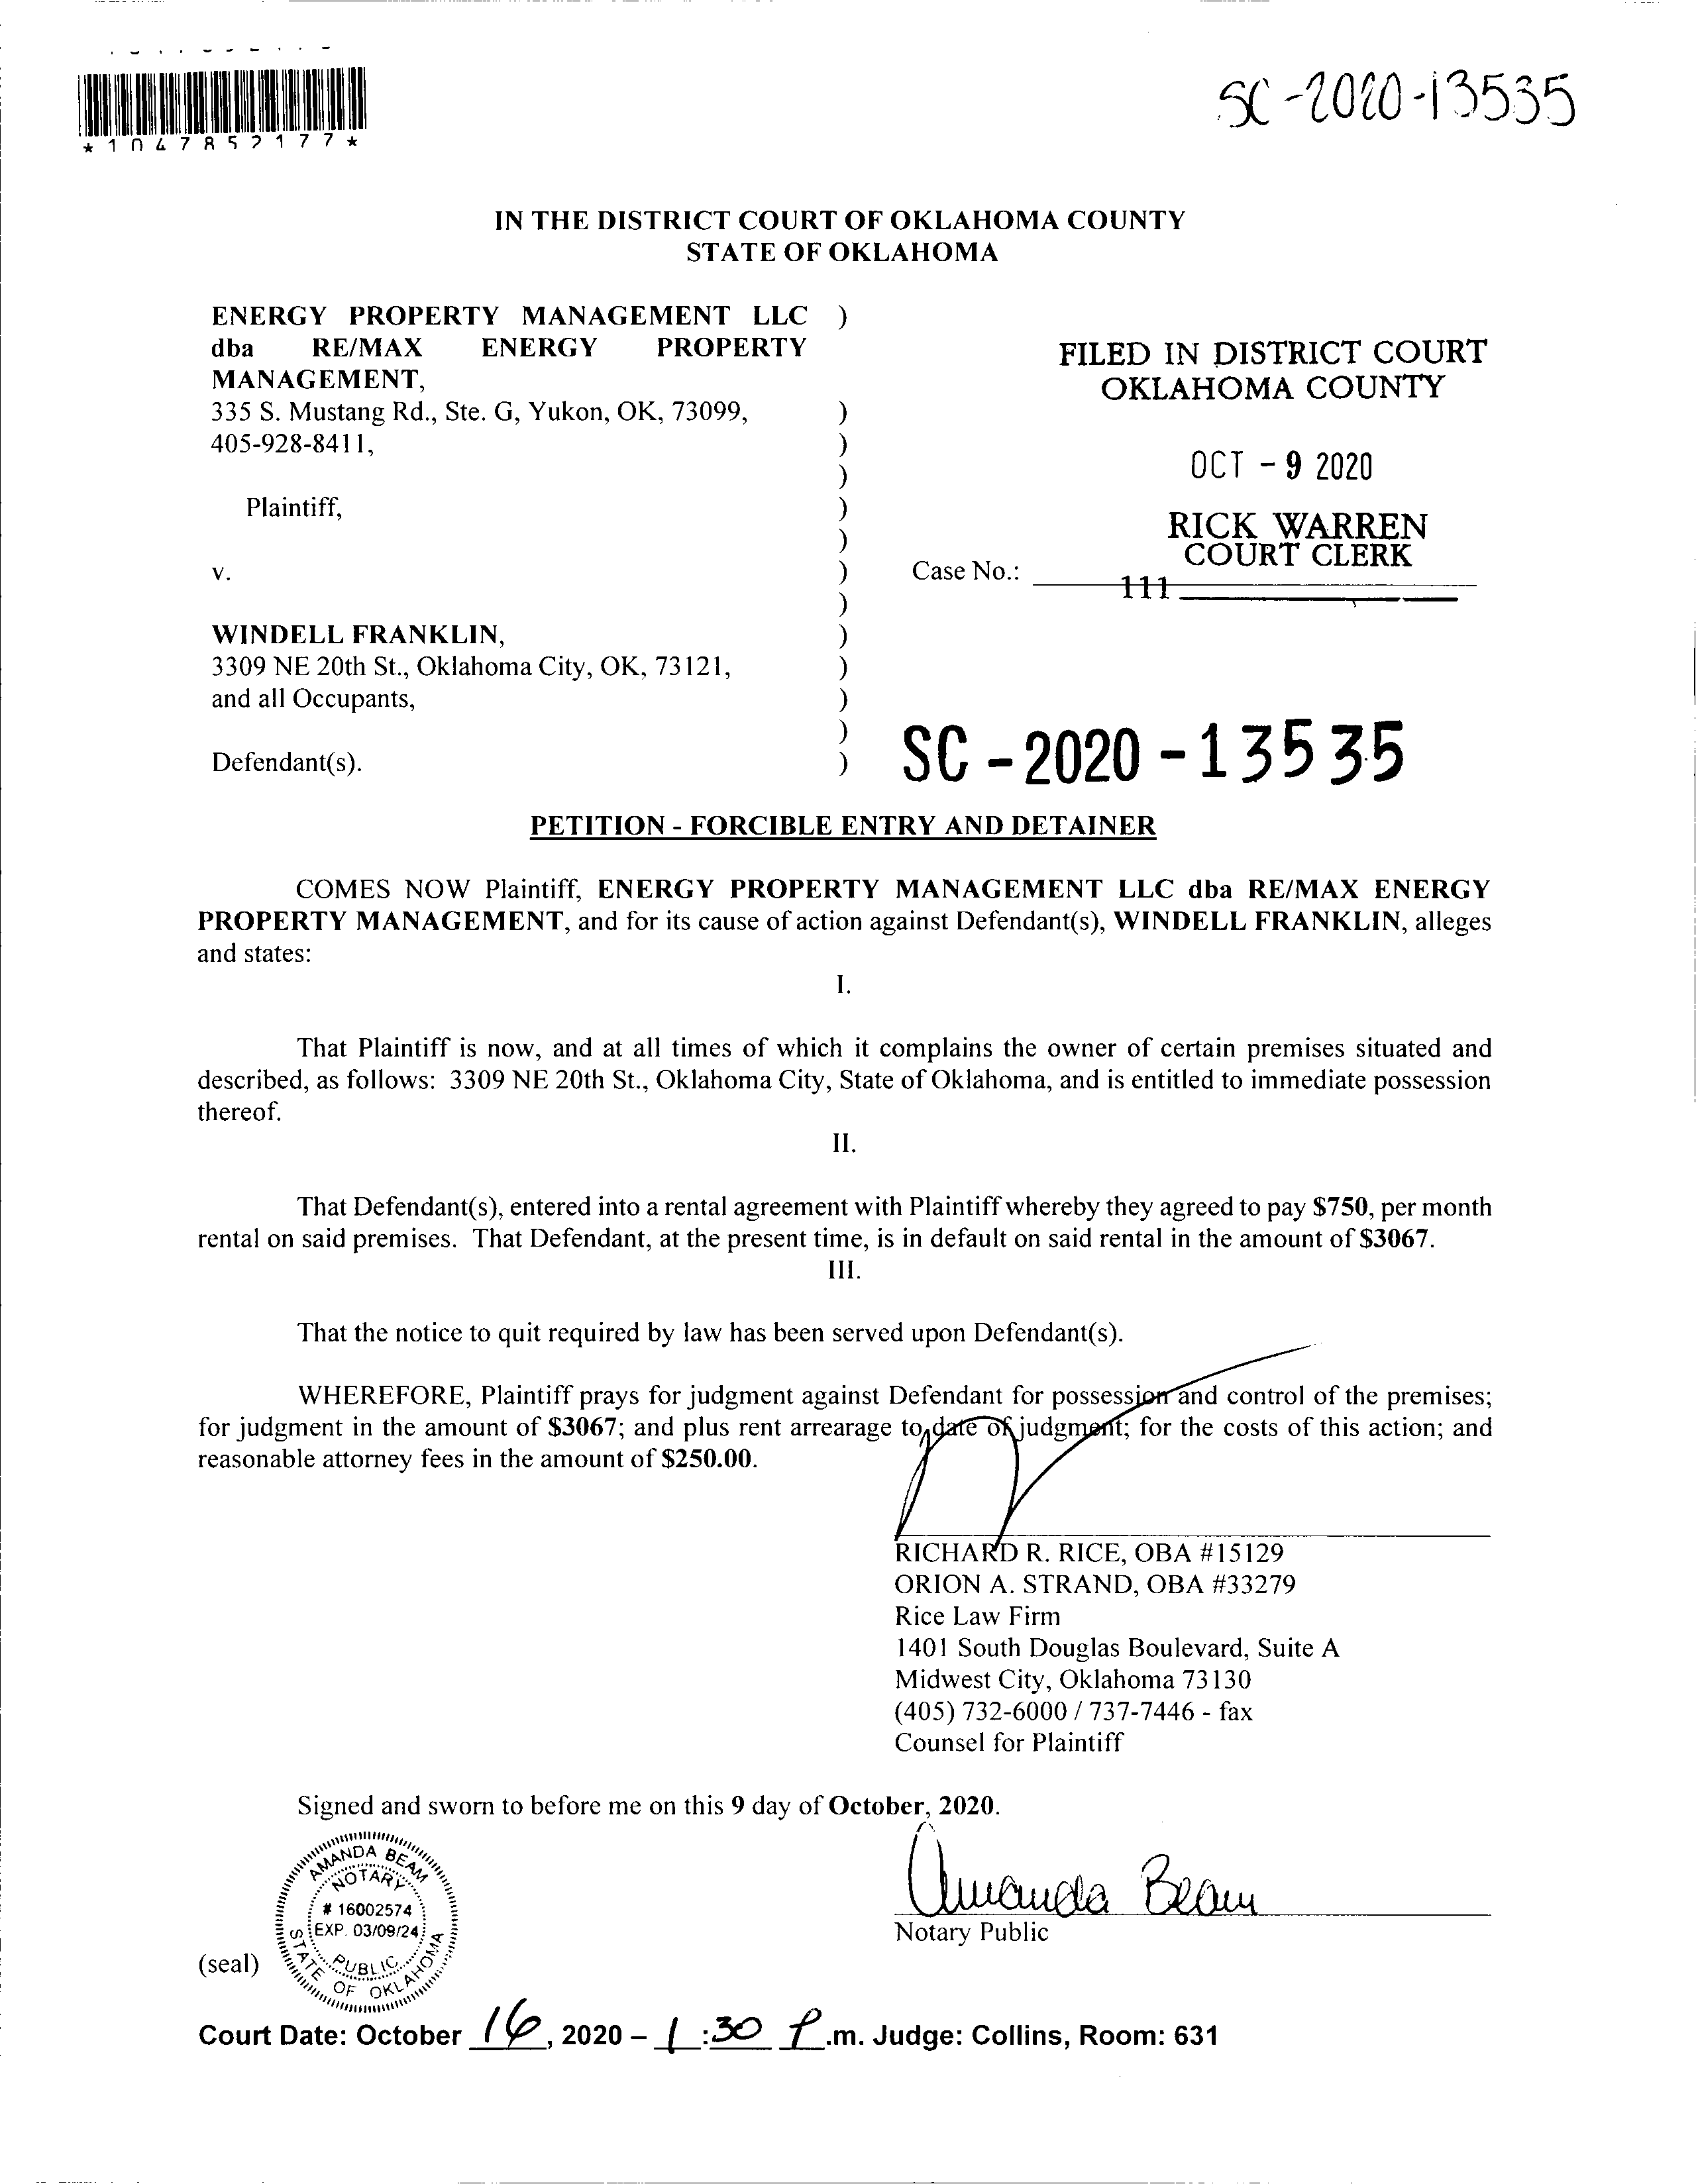 *1047852177*
SC-2020-13535
IN THE DISTRICT COURT OF OKLAHOMA COUNTY
STATE OF OKLAHOMA
ENERGY PROPERTY MANAGEMENT LLC )
dba RE/MAX ENERGY PROPERTY
MANAGEMENT,
335 S. Mustang Rd., Ste. G, Yukon, OK, 73099, )
405-928-8411, )
)
Plaintiff, )
)
v. )
)
WINDELL FRANKLIN, )
3309 NE 20th St., Oklahoma City, OK, 73121, )
and all Occupants, )
)
Defendant(s). )
FILED IN DISTRICT COURT
OKLAHOMA COUNTY
OCT - 9 2020
RICK WARREN
COURT CLERK
Case No.:
111
SC - 2020 - 13535
PETITION - FORCIBLE ENTRY AND DETAINER
COMES NOW Plaintiff, ENERGY PROPERTY MANAGEMENT LLC dba RE/MAX ENERGY
PROPERTY MANAGEMENT, and for its cause of action against Defendant(s), WINDELL FRANKLIN, alleges
and states:
I.
That Plaintiff is now, and at all times of which it complains the owner of certain premises situated and
described, as follows: 3309 NE 20th St., Oklahoma City, State of Oklahoma, and is entitled to immediate possession
thereof.
II.
That Defendant(s), entered into a rental agreement with Plaintiff whereby they agreed to pay $750, per month
rental on said premises. That Defendant, at the present time, is in default on said rental in the amount of $3067.
III.
That the notice to quit required by law has been served upon Defendant(s).
WHEREFORE, Plaintiff prays for judgment against Defendant for possession and control of the premises;
for judgment in the amount of $3067; and plus rent arrearage to date of judgment; for the costs of this action; and
reasonable attorney fees in the amount of $250.00.
RICHARD R. RICE, OBA #15129
ORION A. STRAND, OBA #33279
Rice Law Firm
1401 South Douglas Boulevard, Suite A
Midwest City, Oklahoma 73130
(405) 732-6000 / 737-7446 - fax
Counsel for Plaintiff
Signed and sworn to before me on this 9 day of October, 2020.
Amanda Beam
Notary Public
AMANDA BEAM
NOTARY
# 16002574
EXP. 03/09/24
PUBLIC
STATE OF OKLAHOMA
(seal)
Court Date: October 16, 2020 – 1:30 P.m. Judge: Collins, Room: 631